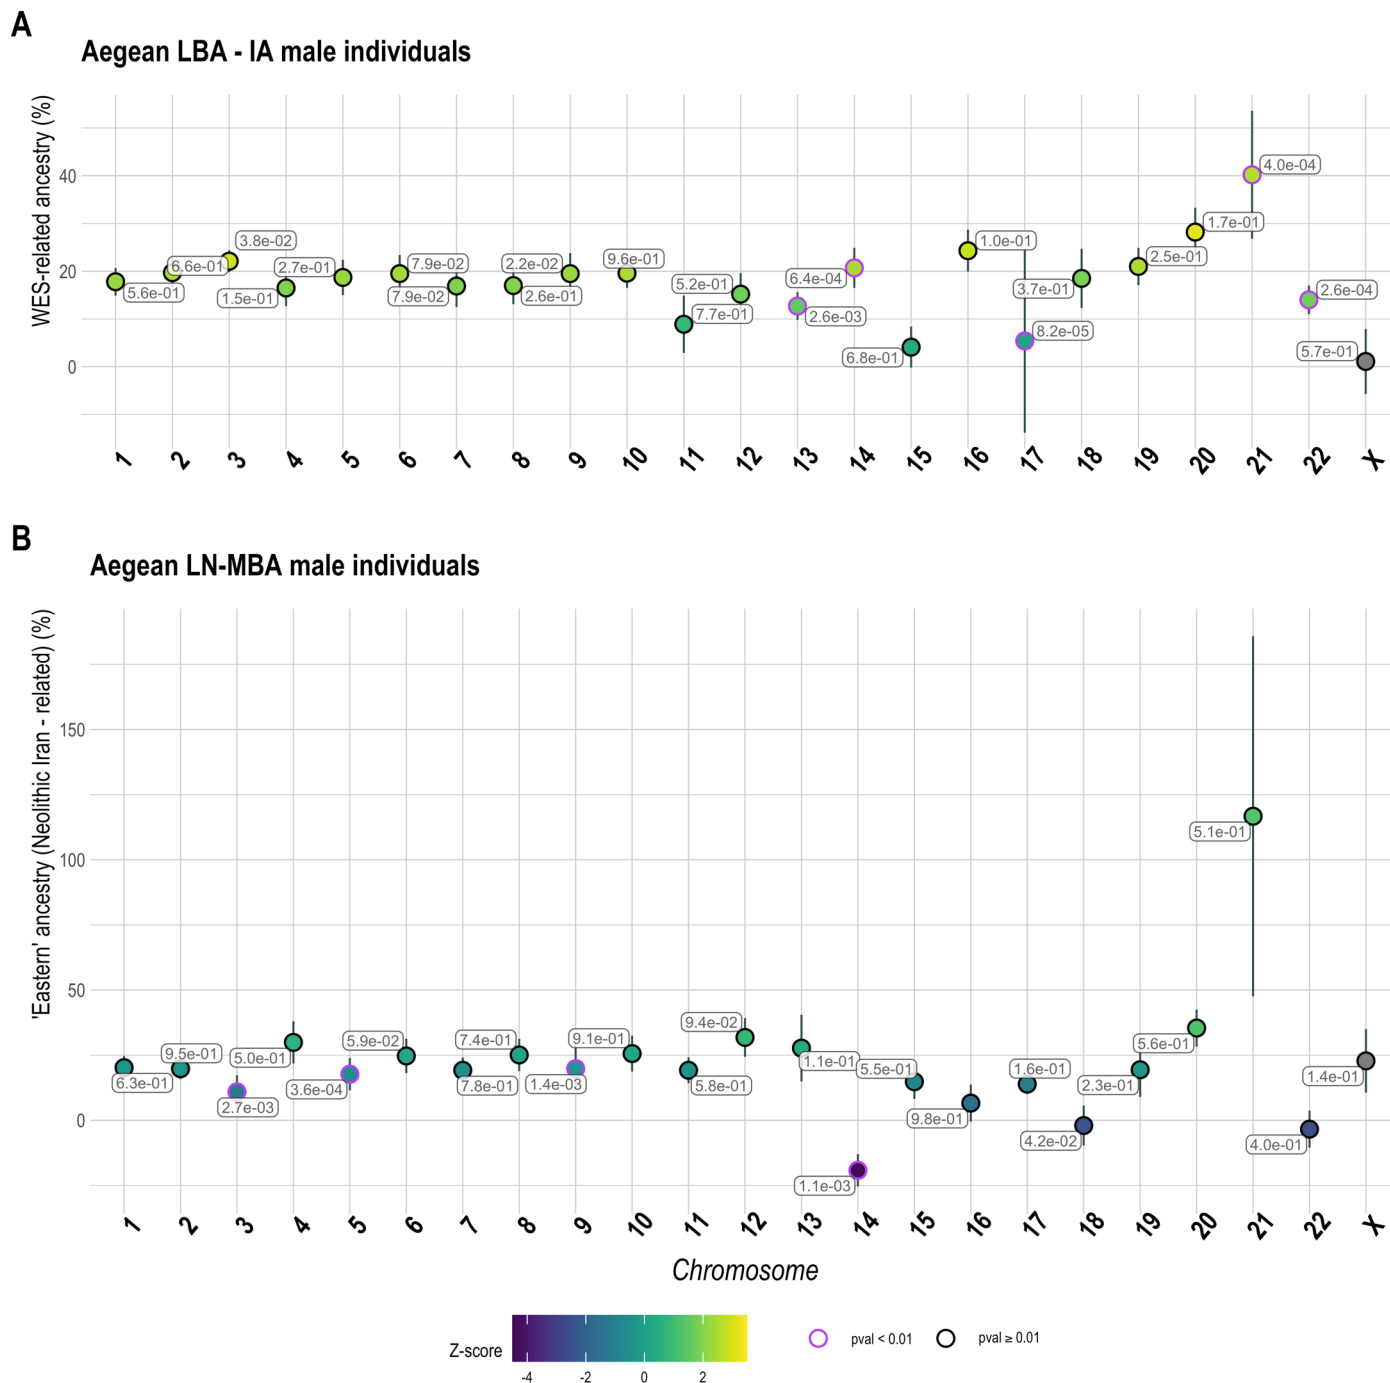 A
Aegean LBA - IA male individuals
WES-related ancestry (%)
40
20
0
5.6e-01
6.6e-01
3.8e-02
1.5e-01
2.7e-01
7.9e-02
7.9e-02
2.6e-01
2.2e-02
9.6e-01
7.7e-01
5.2e-01
2.6e-03
6.4e-04
6.8e-01
1.0e-01
8.2e-05
3.7e-01
2.5e-01
1.7e-01
4.0e-04
2.6e-04
5.7e-01
1 2 3 4 5 6 7 8 9 10 11 12 13 14 15 16 17 18 19 20 21 22 X
B
Aegean LN-MBA male individuals
'Eastern' ancestry (Neolithic Iran - related) (%)
150
100
50
0
6.3e-01
9.5e-01
2.7e-03
5.0e-01
3.6e-04
5.9e-02
7.8e-01
7.4e-01
1.4e-03
9.1e-01
5.8e-01
9.4e-02
1.1e-01
1.1e-03
5.5e-01
9.8e-01
1.6e-01
4.2e-02
2.3e-01
5.6e-01
5.1e-01
4.0e-01
1.4e-01
1 2 3 4 5 6 7 8 9 10 11 12 13 14 15 16 17 18 19 20 21 22 X
Chromosome
Z-score
-4 -2 0 2
pval < 0.01
pval ≥ 0.01